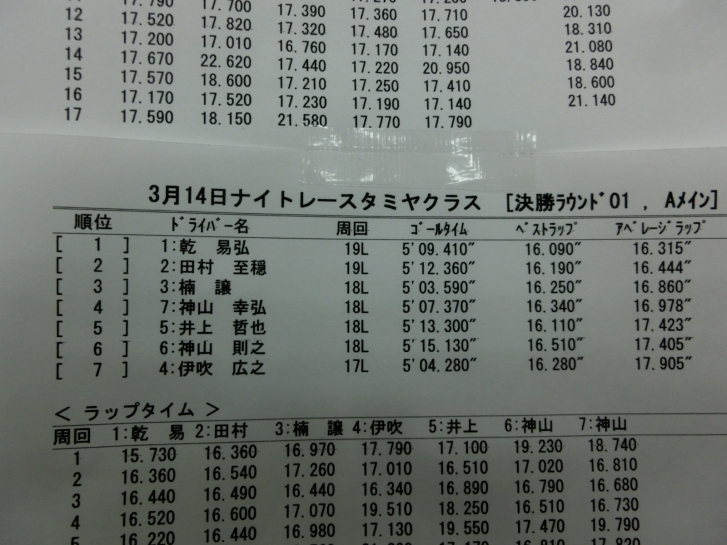 12 17.520 17.820 17.390 17.360 17.710 20.130
13 17.200 17.010 17.320 17.480 17.650 18.310
14 17.670 22.620 16.760 17.170 17.140 21.080
15 17.570 18.600 17.440 17.220 20.950 18.840
16 17.170 17.520 17.210 17.250 17.410 18.600
17 17.590 18.150 17.230 17.190 17.140 21.140
21.580 17.770 17.790
3月14日ナイトレースタミヤクラス [決勝ﾗｳﾝﾄﾞ01 , Aメイン]
順位 ﾄﾞﾗｲﾊﾞｰ名 周回 ｺﾞｰﾙﾀｲﾑ ﾍﾞｽﾄﾗｯﾌﾟ ｱﾍﾞﾚｰｼﾞﾗｯﾌﾟ
[ 1 ] 1:乾 易弘 19L 5'09.410" 16.090" 16.315"
[ 2 ] 2:田村 至穏 19L 5'12.360" 16.190" 16.444"
[ 3 ] 3:楠 譲 18L 5'03.590" 16.250" 16.860"
[ 4 ] 7:神山 幸弘 18L 5'07.370" 16.340" 16.978"
[ 5 ] 5:井上 哲也 18L 5'13.300" 16.110" 17.423"
[ 6 ] 6:神山 則之 18L 5'15.130" 16.510" 17.405"
[ 7 ] 4:伊吹 広之 17L 5'04.280" 16.280" 17.905"
< ラップタイム >
周回 1:乾 易 2:田村 3:楠 譲 4:伊吹 5:井上 6:神山 7:神山
1 15.730 16.360 16.970 17.790 17.100 19.230 18.740
2 16.360 16.540 17.260 17.010 16.510 17.020 16.810
3 16.440 16.490 16.440 16.340 16.890 16.790 16.680
4 16.520 16.600 17.070 19.510 18.250 16.510 16.730
5 16.220 16.440 16.980 17.130 19.550 17.470 19.790